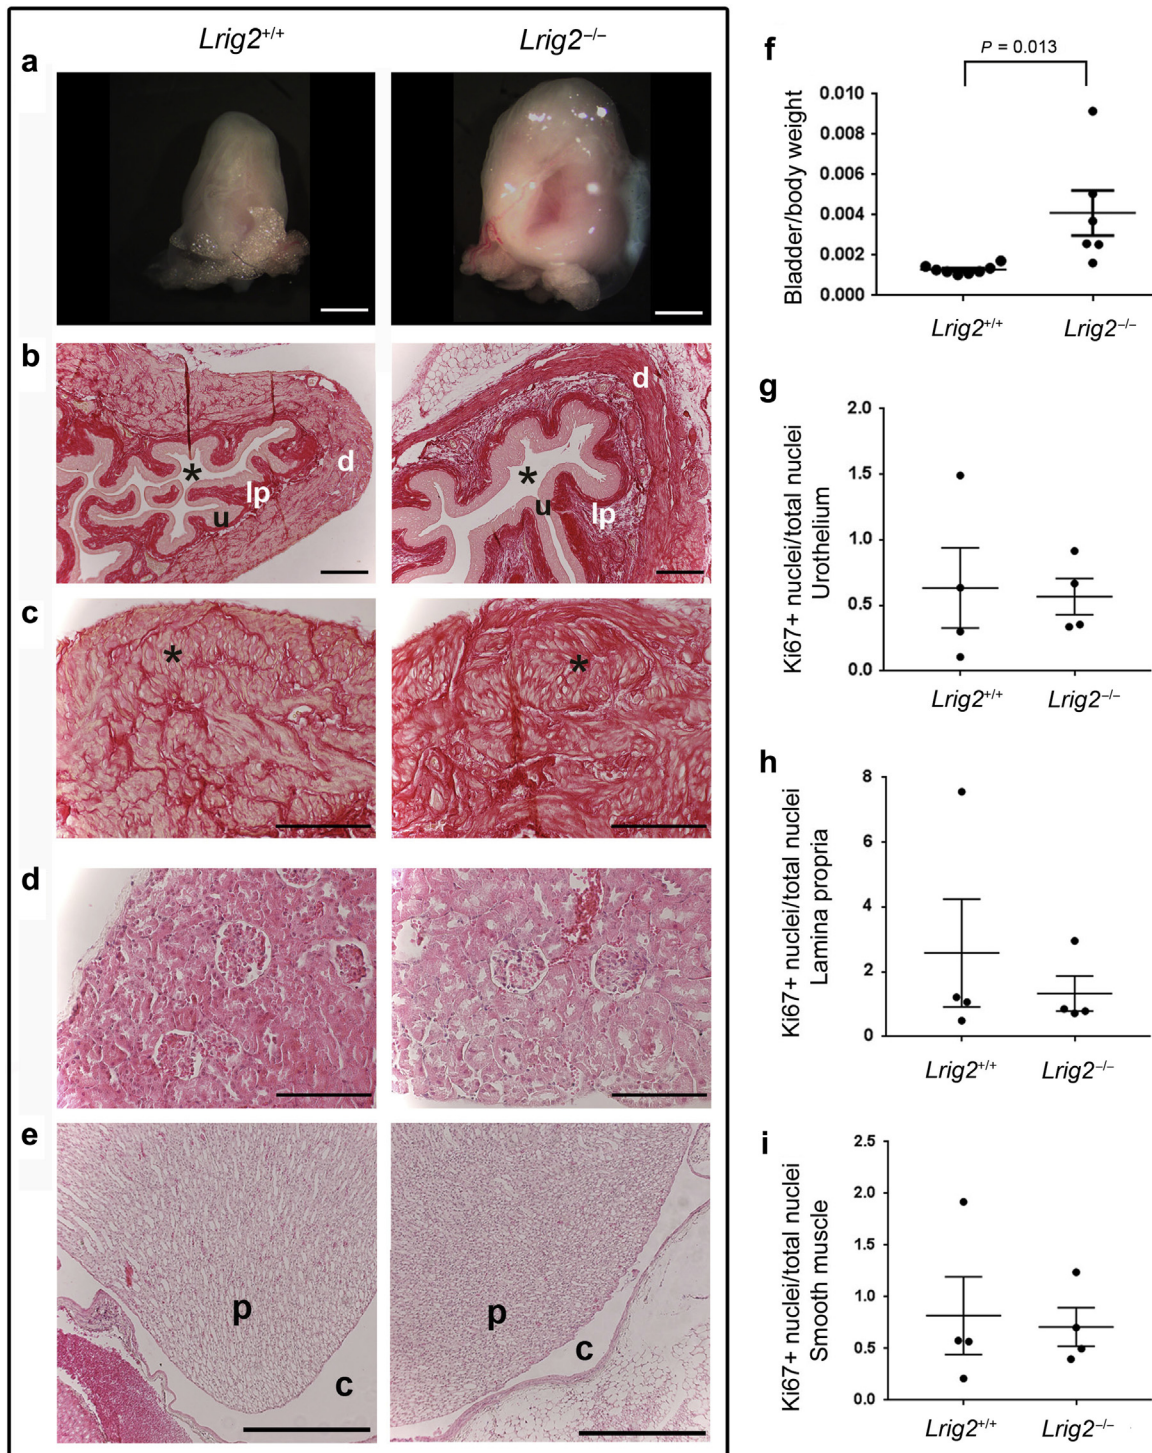 Lrig2+/+
Lrig2−/−
a
b
*
lp
u
d
*
u
lp
d
c
*
*
d
e
p
c
p
c
f
P = 0.013
Bladder/body weight
0.010
0.008
0.006
0.004
0.002
0.000
Lrig2+/+
Lrig2−/−
g
Ki67+ nuclei/total nuclei
Urothelium
2.0
1.5
1.0
0.5
0.0
Lrig2+/+
Lrig2−/−
h
Ki67+ nuclei/total nuclei
Lamina propria
8
6
4
2
0
Lrig2+/+
Lrig2−/−
i
Ki67+ nuclei/total nuclei
Smooth muscle
2.5
2.0
1.5
1.0
0.5
0.0
Lrig2+/+
Lrig2−/−